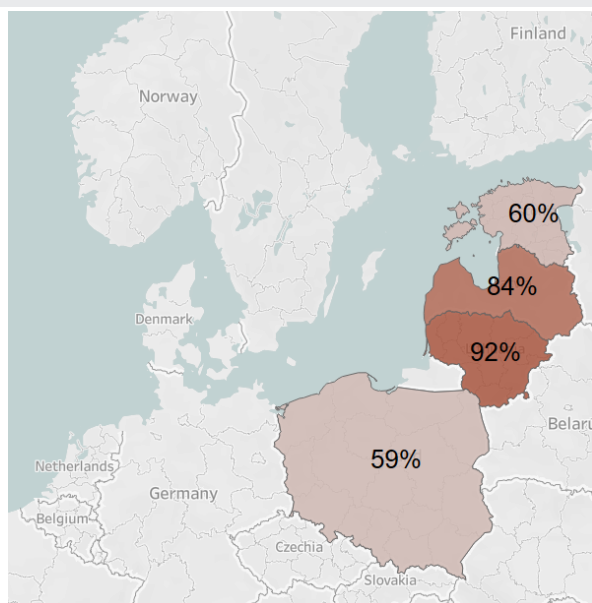 Finland
Norway
60%
84%
Denmark
92%
Belaru
59%
Netherlands
Germany
Belgium
Czechia
Slovakia